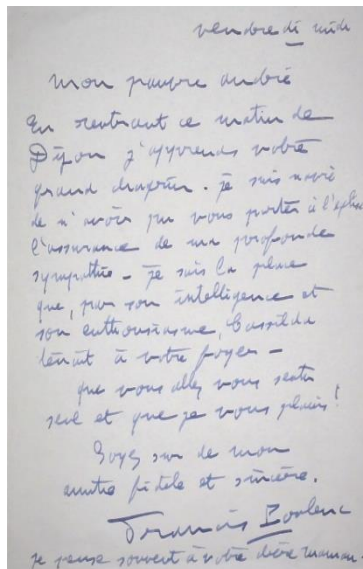 vendredi midi
mon pauvre andré
En rentrant ce matin de
Dijon j'apprends votre
grand chagrin. je suis navré
de n'avoir pu vous porter à l'église
l'assurance de ma profonde
sympathie – je sais la place
que, par son intelligence et
son enthousiasme, Cassilda
tenait à votre foyer –
que vous allez vous sentir
seul et que je vous plains !
Soyez sur de mon
amitié fidele et sincère.
Francis Poulenc
je pense souvent à votre chère maman